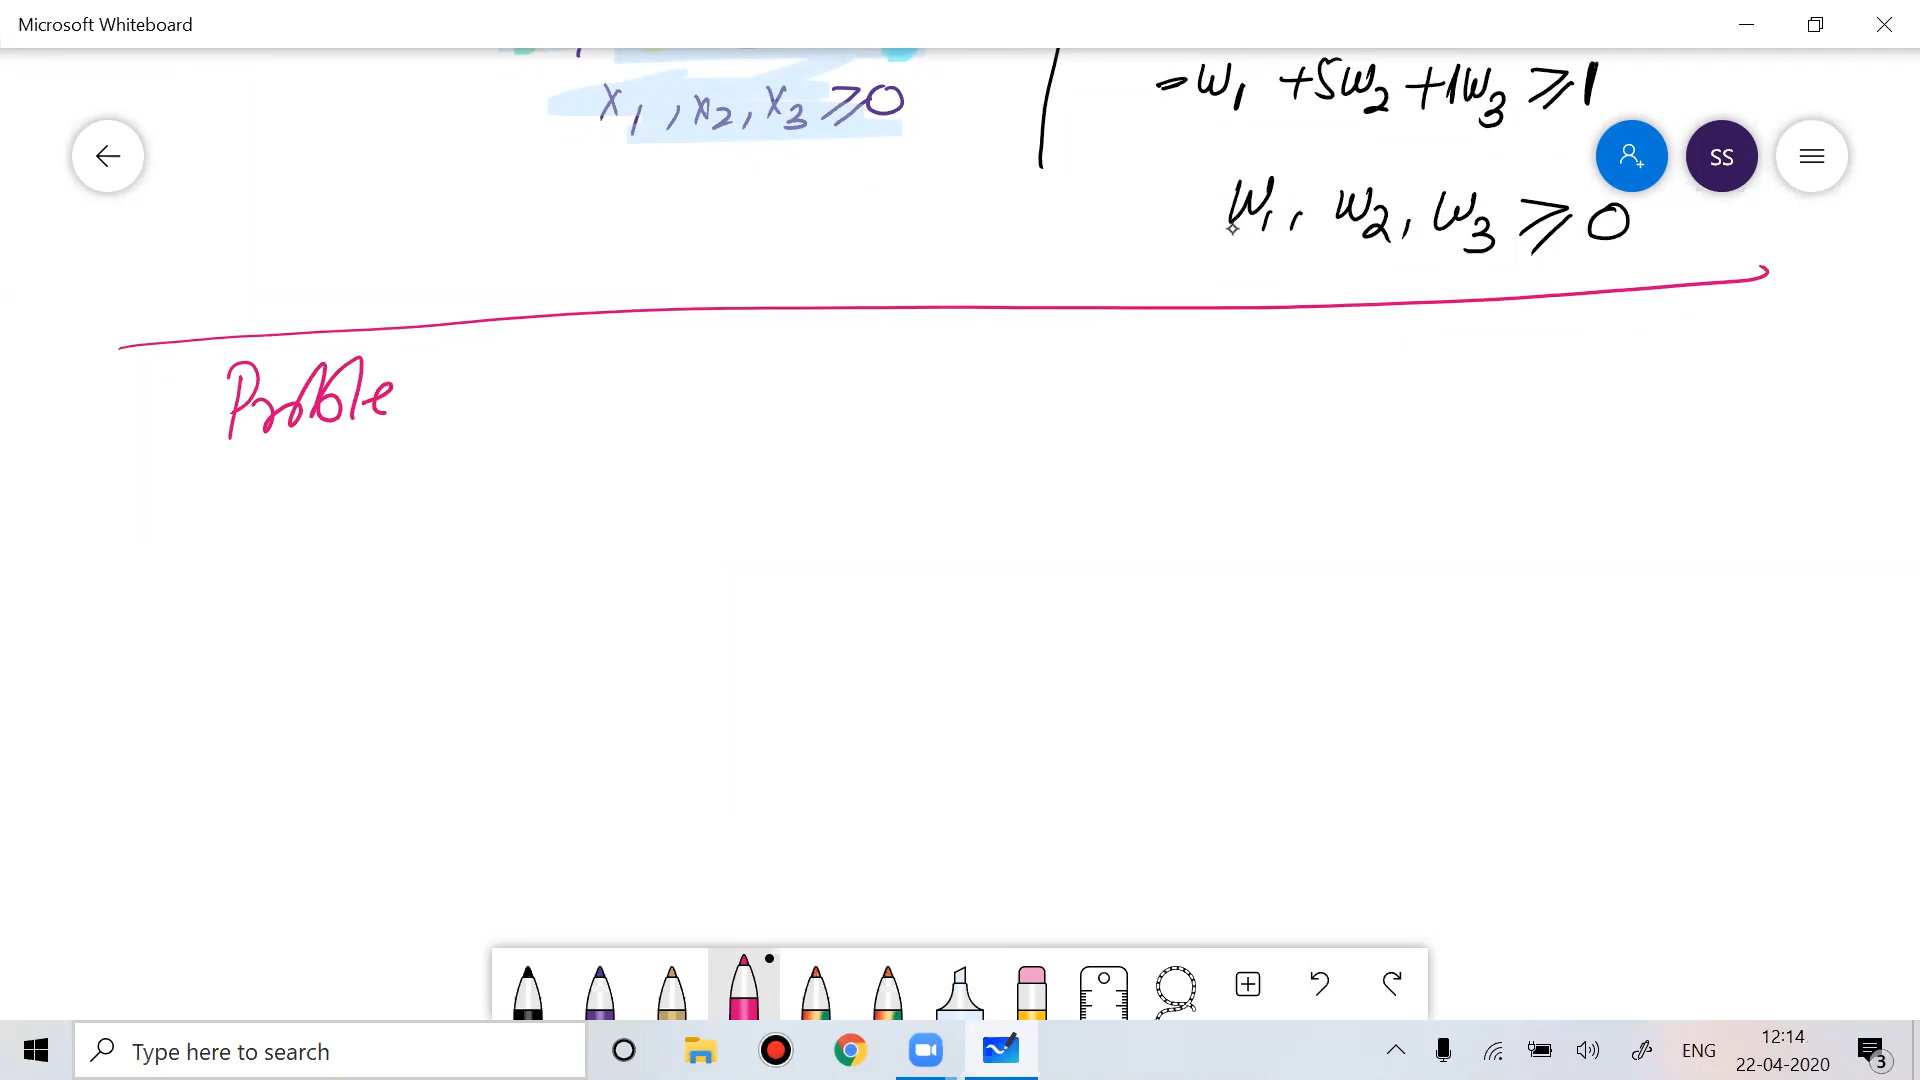 Microsoft Whiteboard
x1, x2, x3 ⩾0
-w1 +5w2 +1w3 ⩾1
SS
w1, w2, w3 ⩾0
Proble
Type here to search
ENG
12:14
22-04-2020
3